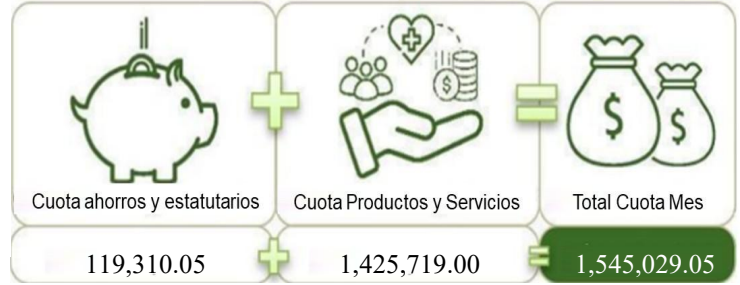 Cuota ahorros y estatutarios
Cuota Productos y Servicios
Total Cuota Mes
119,310.05
1,425,719.00
1,545,029.05